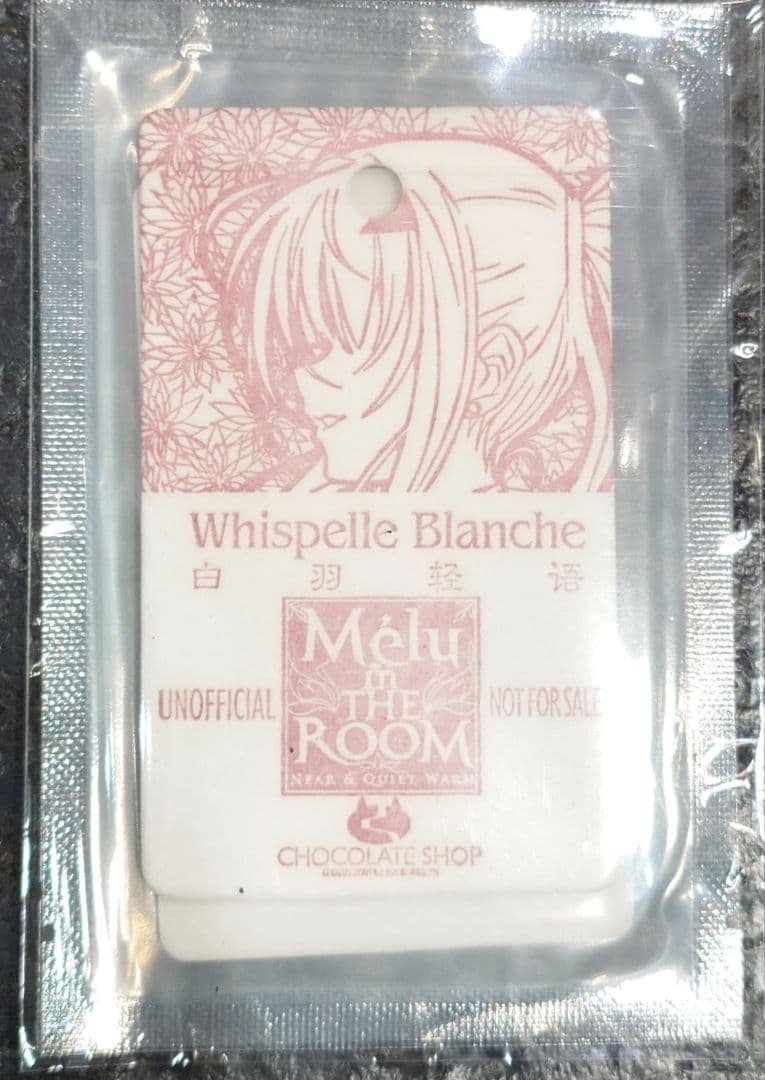 Whispelle Blanche
白羽轻语
UNOFFICIAL
Mélu
in
THE
ROOM
NEAR & QUIET WARM
NOT FOR SALE
CHOCOLATE SHOP